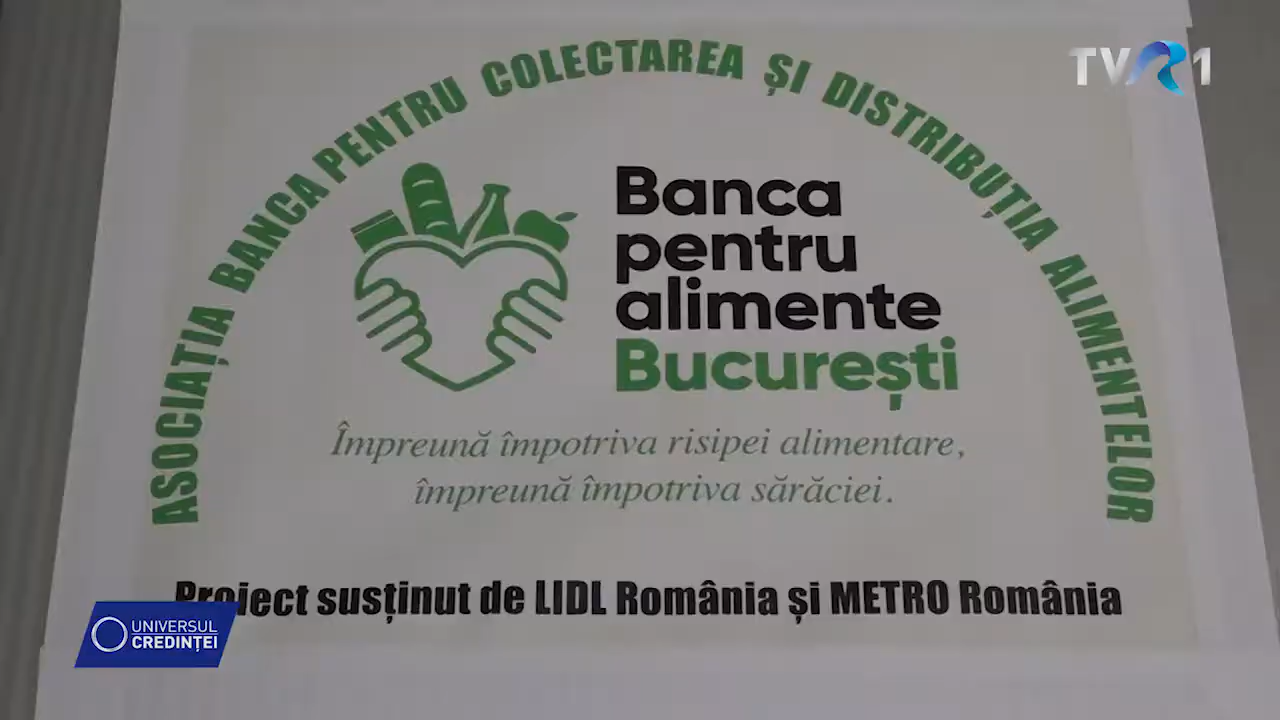 TVR1
ASOCIAȚIA BANCA PENTRU COLECTAREA ȘI DISTRIBUȚIA ALIMENTELOR
Banca
pentru
alimente
București
Împreună împotriva risipei alimentare,
împreună împotriva sărăciei.
Proiect susținut de LIDL România și METRO România
UNIVERSUL
CREDINȚEI